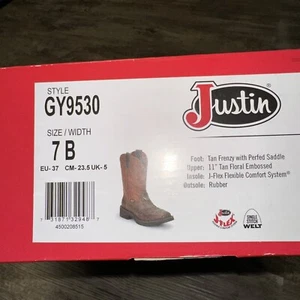 STYLE
GY9530
Justin
SIZE / WIDTH
7 B
EU- 37 CM- 23.5 UK- 5
Foot: Tan Frenzy with Perfed Saddle
Upper: 11" Tan Floral Embossed
Insole: J-Flex Flexible Comfort System®
Outsole: Rubber
4500208515
WELT